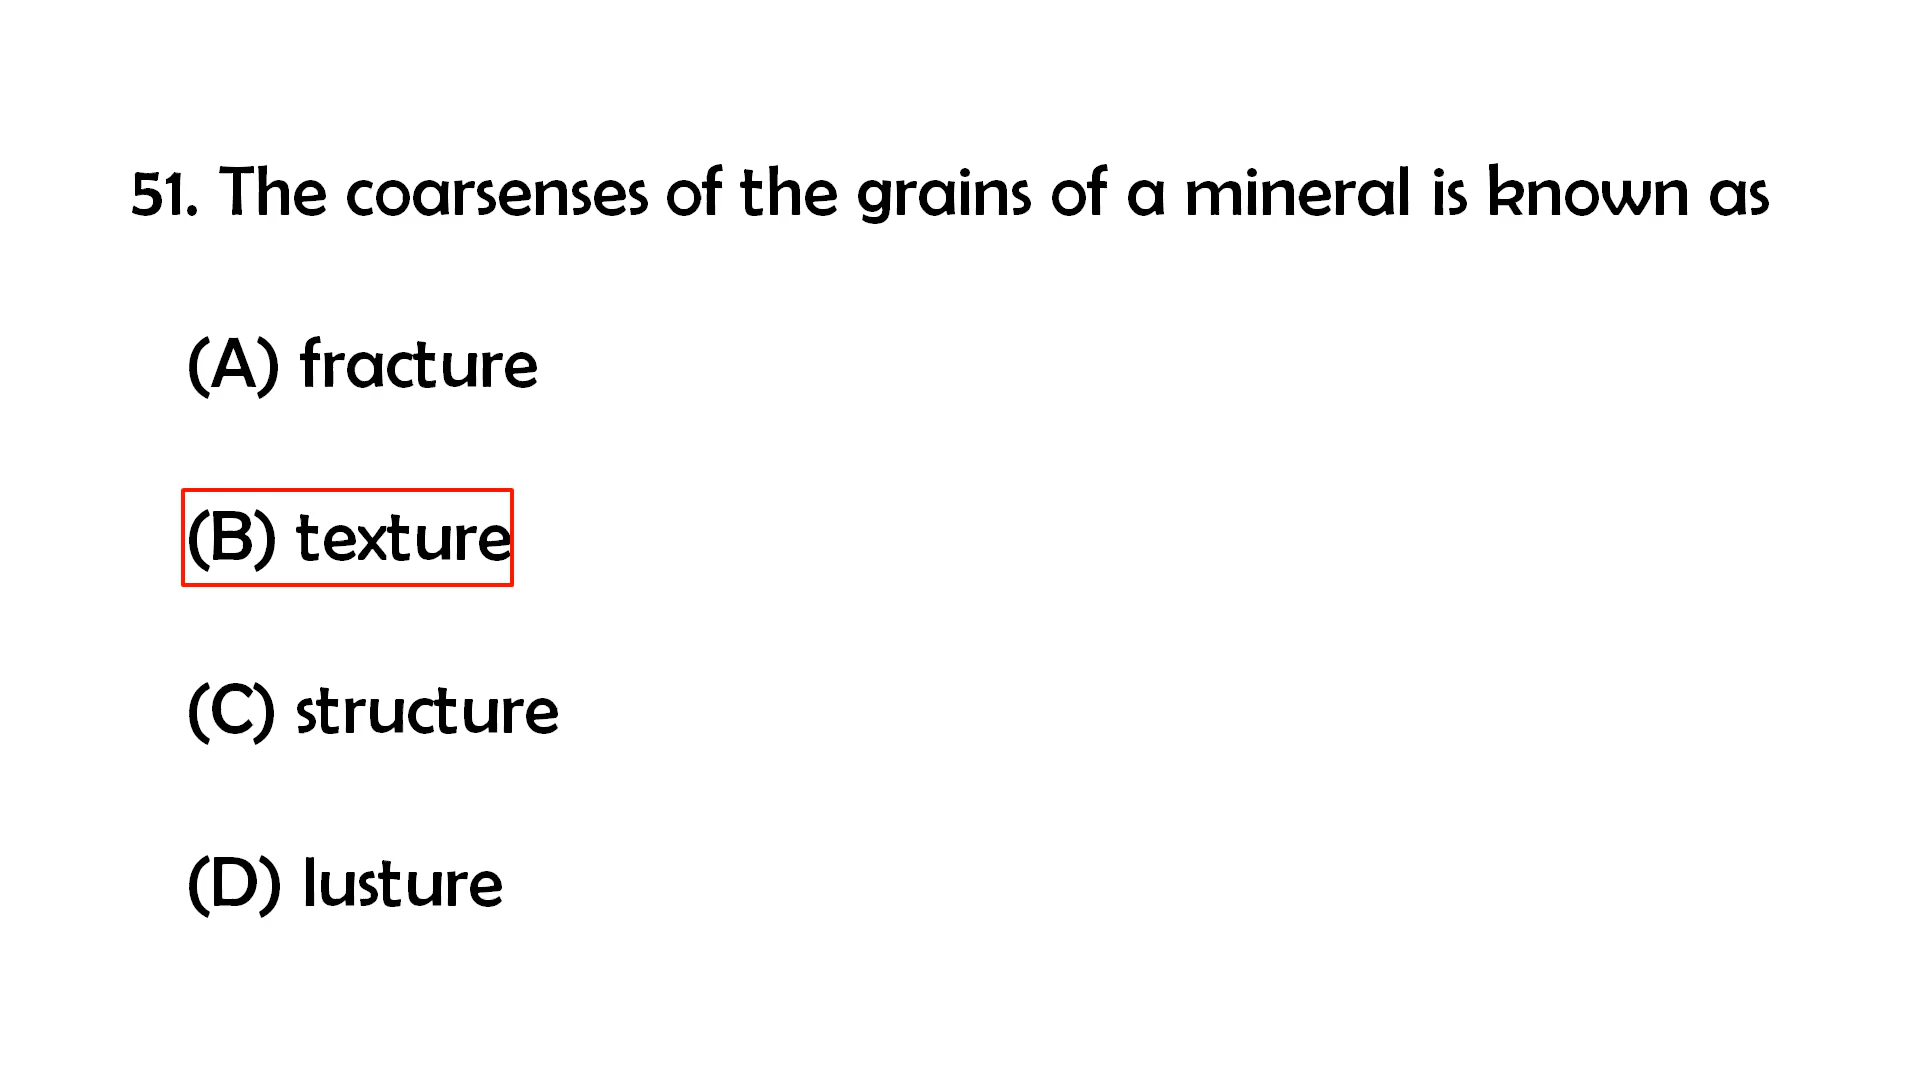 51. The coarsenses of the grains of a mineral is known as
(A) fracture
(B) texture
(C) structure
(D) lusture